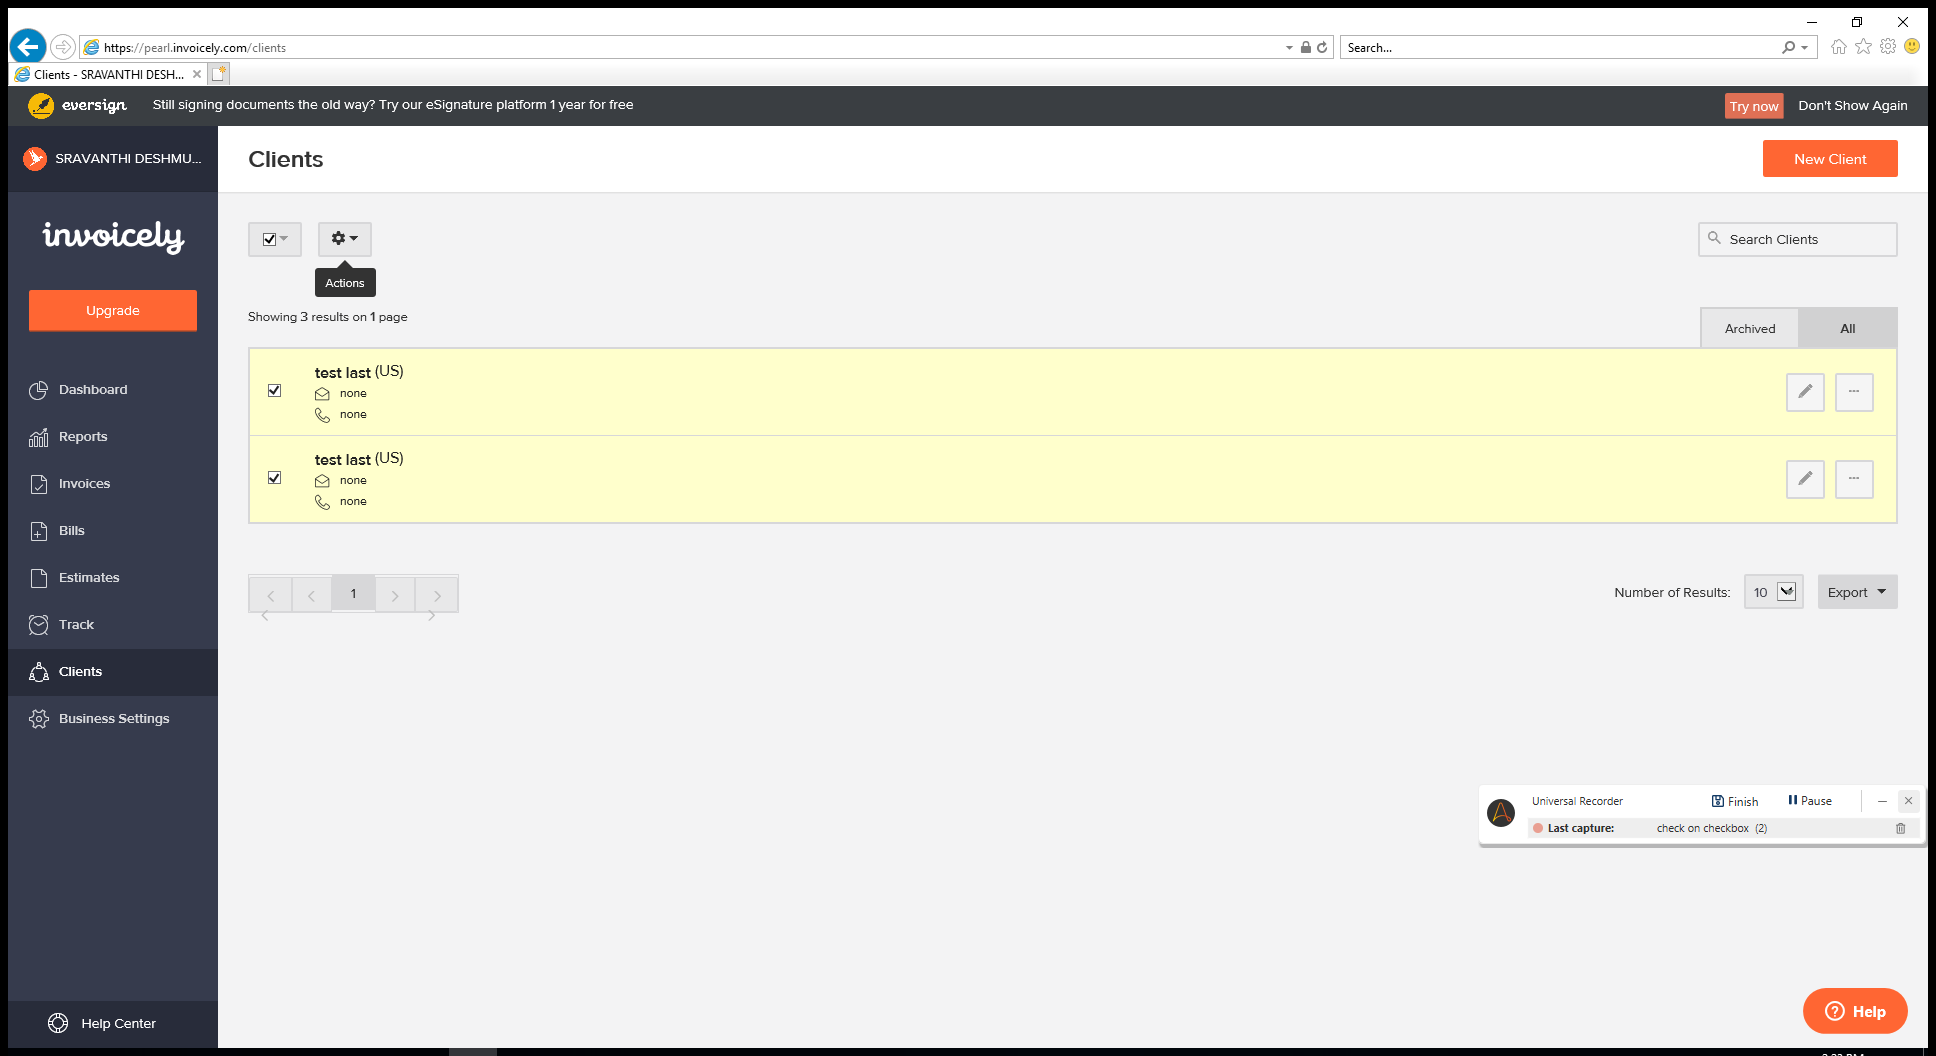 https://pearl.invoicely.com/clients
Search...
Clients - SRAVANTHI DESH...
eversign
Still signing documents the old way? Try our eSignature platform 1 year for free
Try now
Don't Show Again
SRAVANTHI DESHMU...
Clients
New Client
invoicely
Search Clients
Actions
Upgrade
Showing 3 results on 1 page
Archived
All
test last (US)
none
none
test last (US)
none
none
Dashboard
Reports
Invoices
Bills
Estimates
Track
Clients
Business Settings
1
Number of Results:
10
Export
Universal Recorder
Finish
Pause
Last capture:
check on checkbox (2)
Help Center
Help